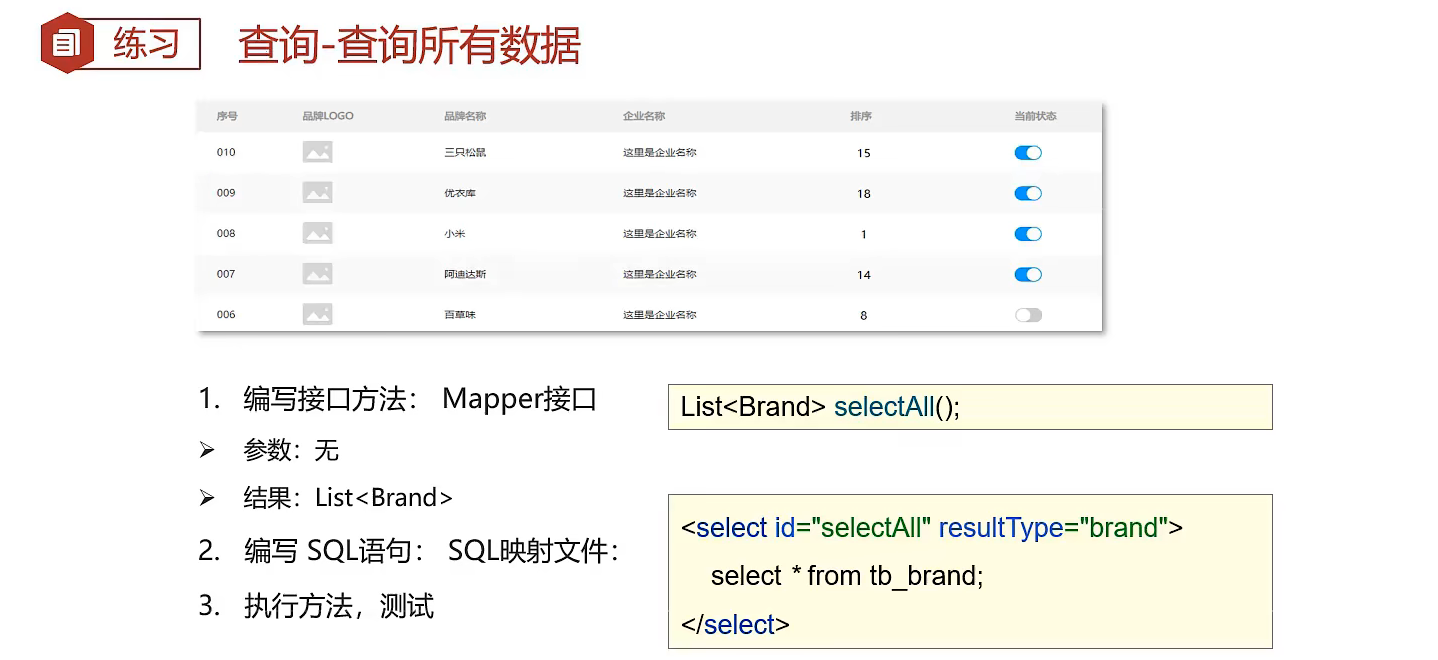 练习 查询-查询所有数据
序号 品牌LOGO 品牌名称 企业名称 排序 当前状态
010 三只松鼠 这里是企业名称 15
009 优衣库 这里是企业名称 18
008 小米 这里是企业名称 1
007 阿迪达斯 这里是企业名称 14
006 百草味 这里是企业名称 8
1. 编写接口方法： Mapper接口
➢ 参数：无
➢ 结果：List<Brand>
2. 编写 SQL语句： SQL映射文件：
3. 执行方法，测试
List<Brand> selectAll();
<select id="selectAll" resultType="brand">
select * from tb_brand;
</select>